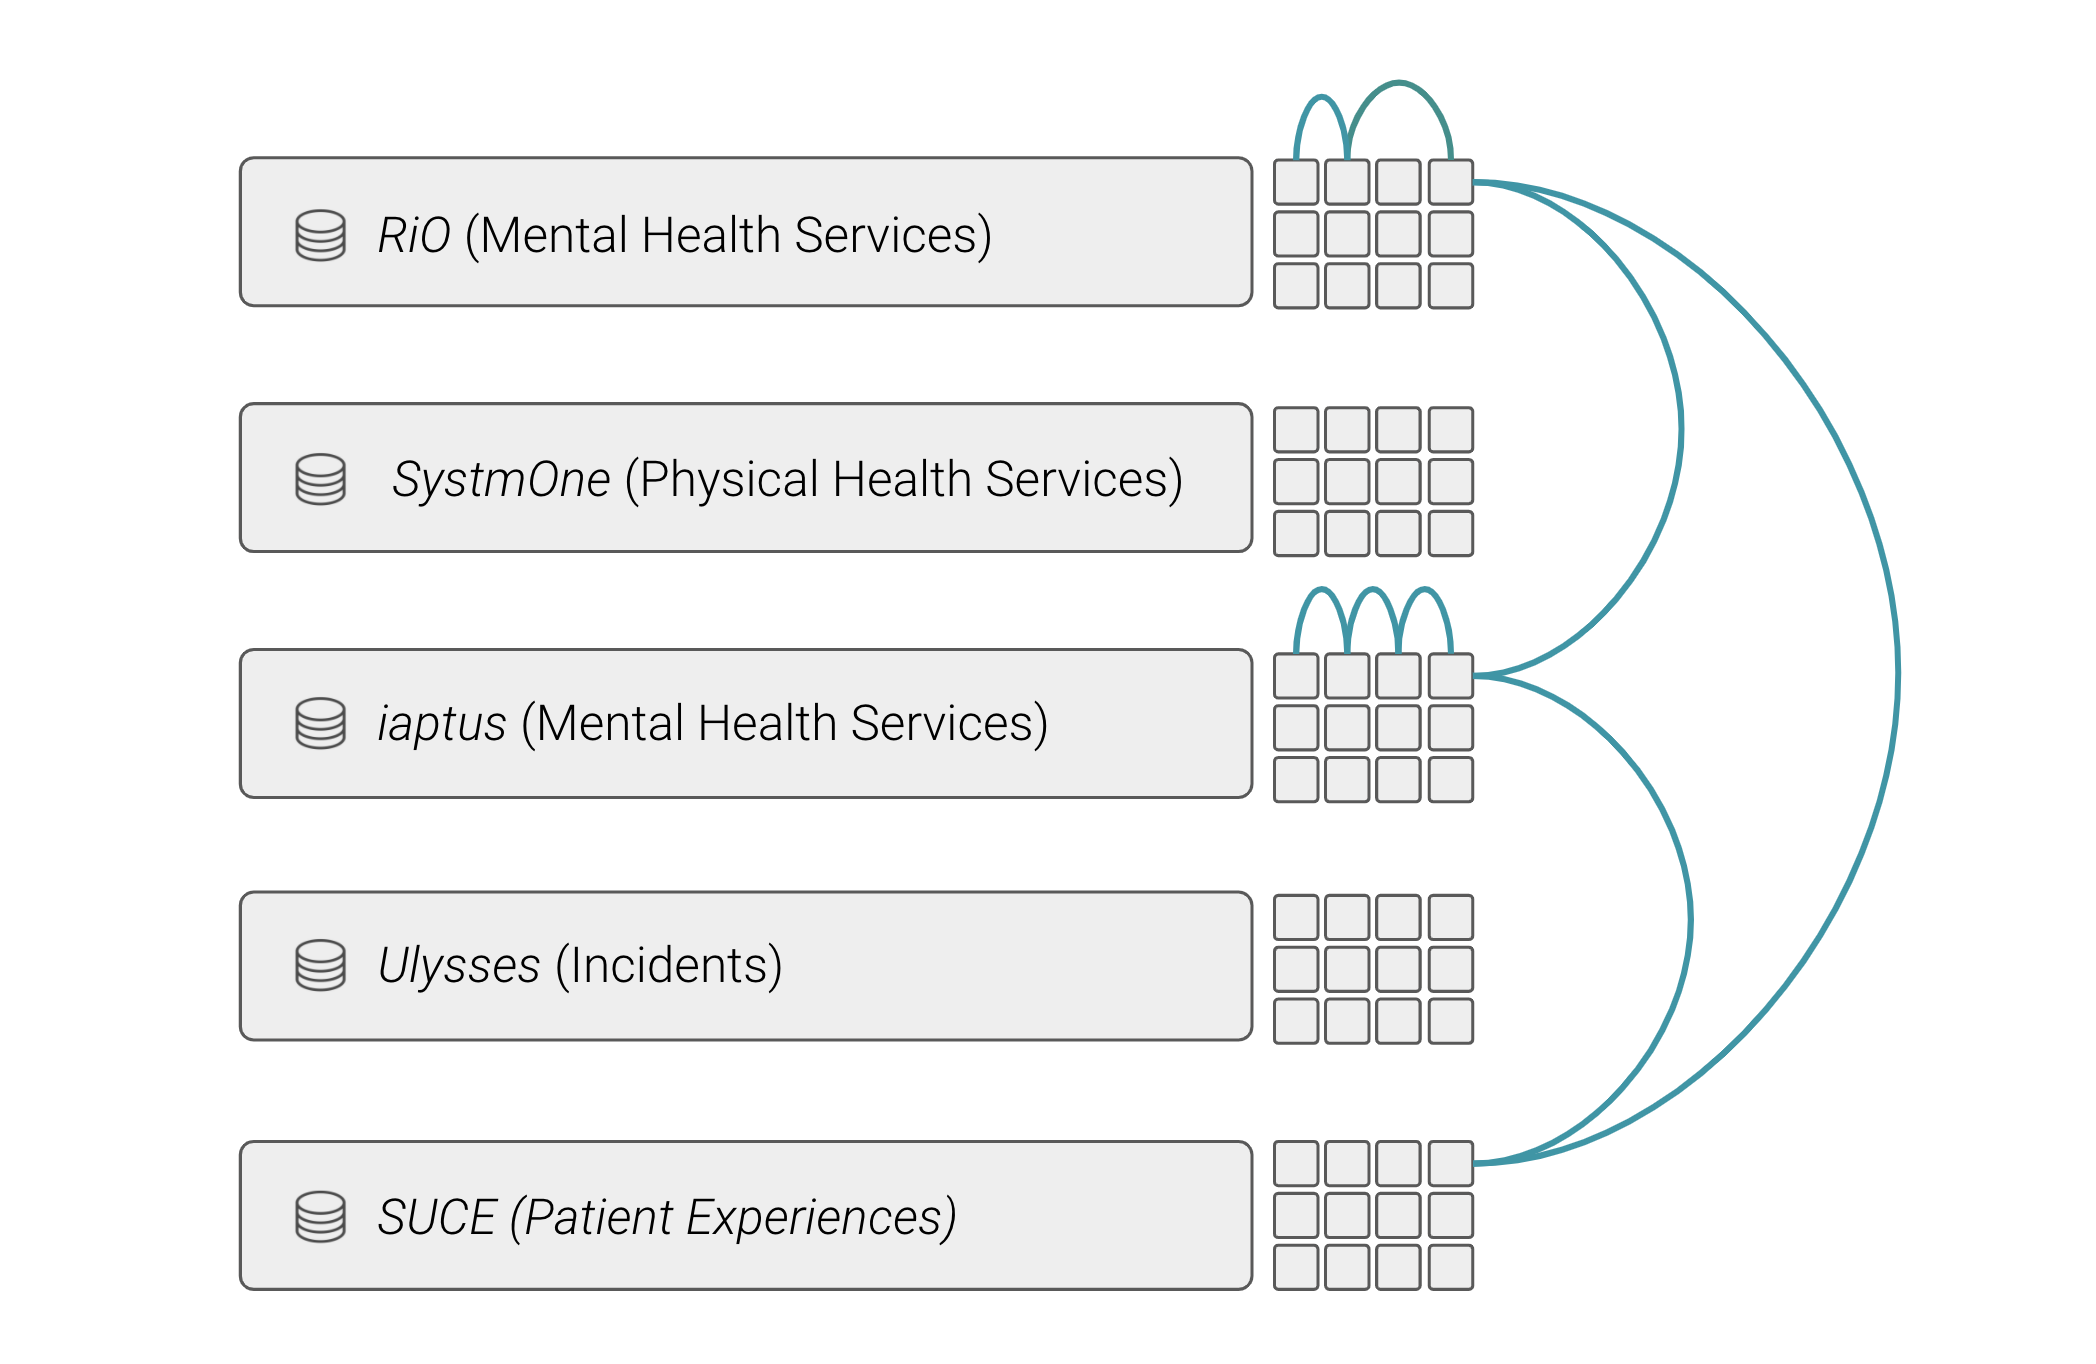 RiO (Mental Health Services)
SystmOne (Physical Health Services)
iaptus (Mental Health Services)
Ulysses (Incidents)
SUCE (Patient Experiences)